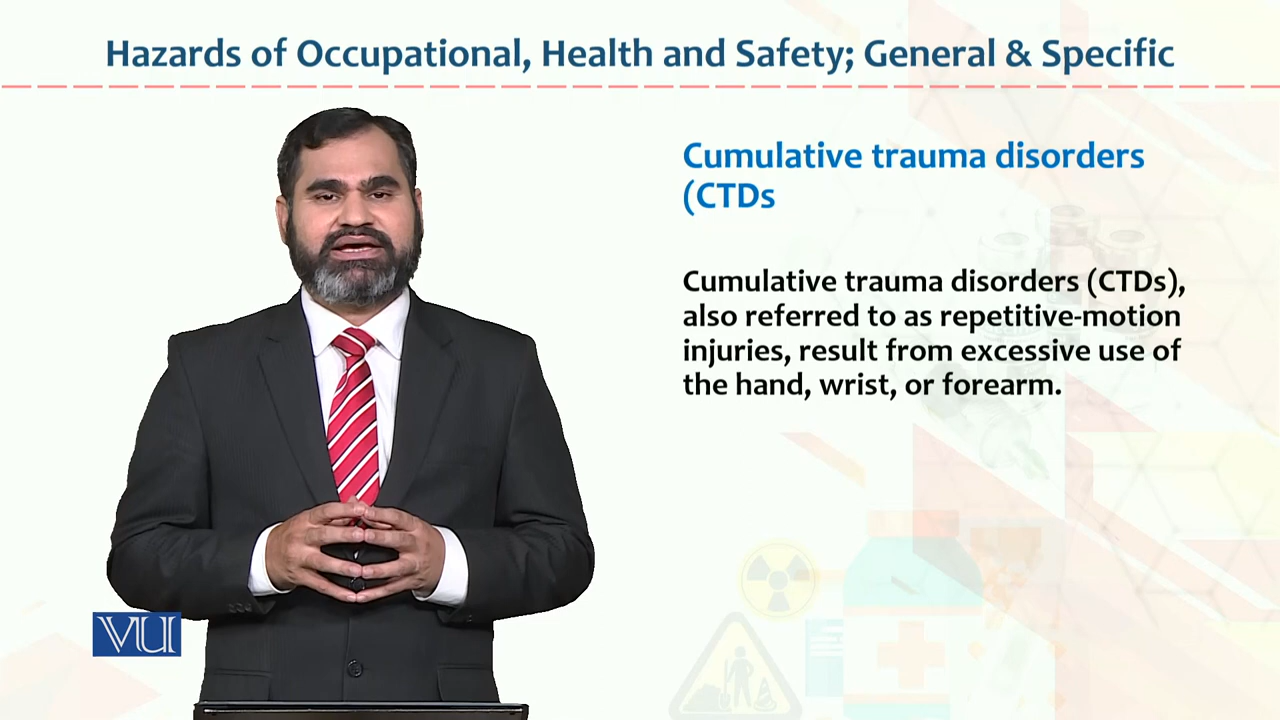 Hazards of Occupational, Health and Safety; General & Specific
Cumulative trauma disorders
(CTDs
Cumulative trauma disorders (CTDs),
also referred to as repetitive-motion
injuries, result from excessive use of
the hand, wrist, or forearm.
VU